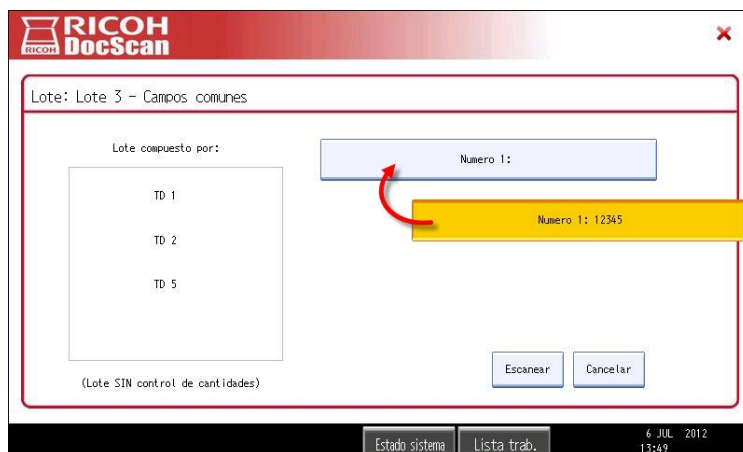 RICOH
RICOH DocScan
Lote: Lote 3 - Campos comunes
Lote compuesto por:
TD 1
TD 2
TD 5
(Lote SIN control de cantidades)
Numero 1:
Numero 1: 12345
Escanear Cancelar
Estado sistema Lista trab. 6 JUL 2012
13:49